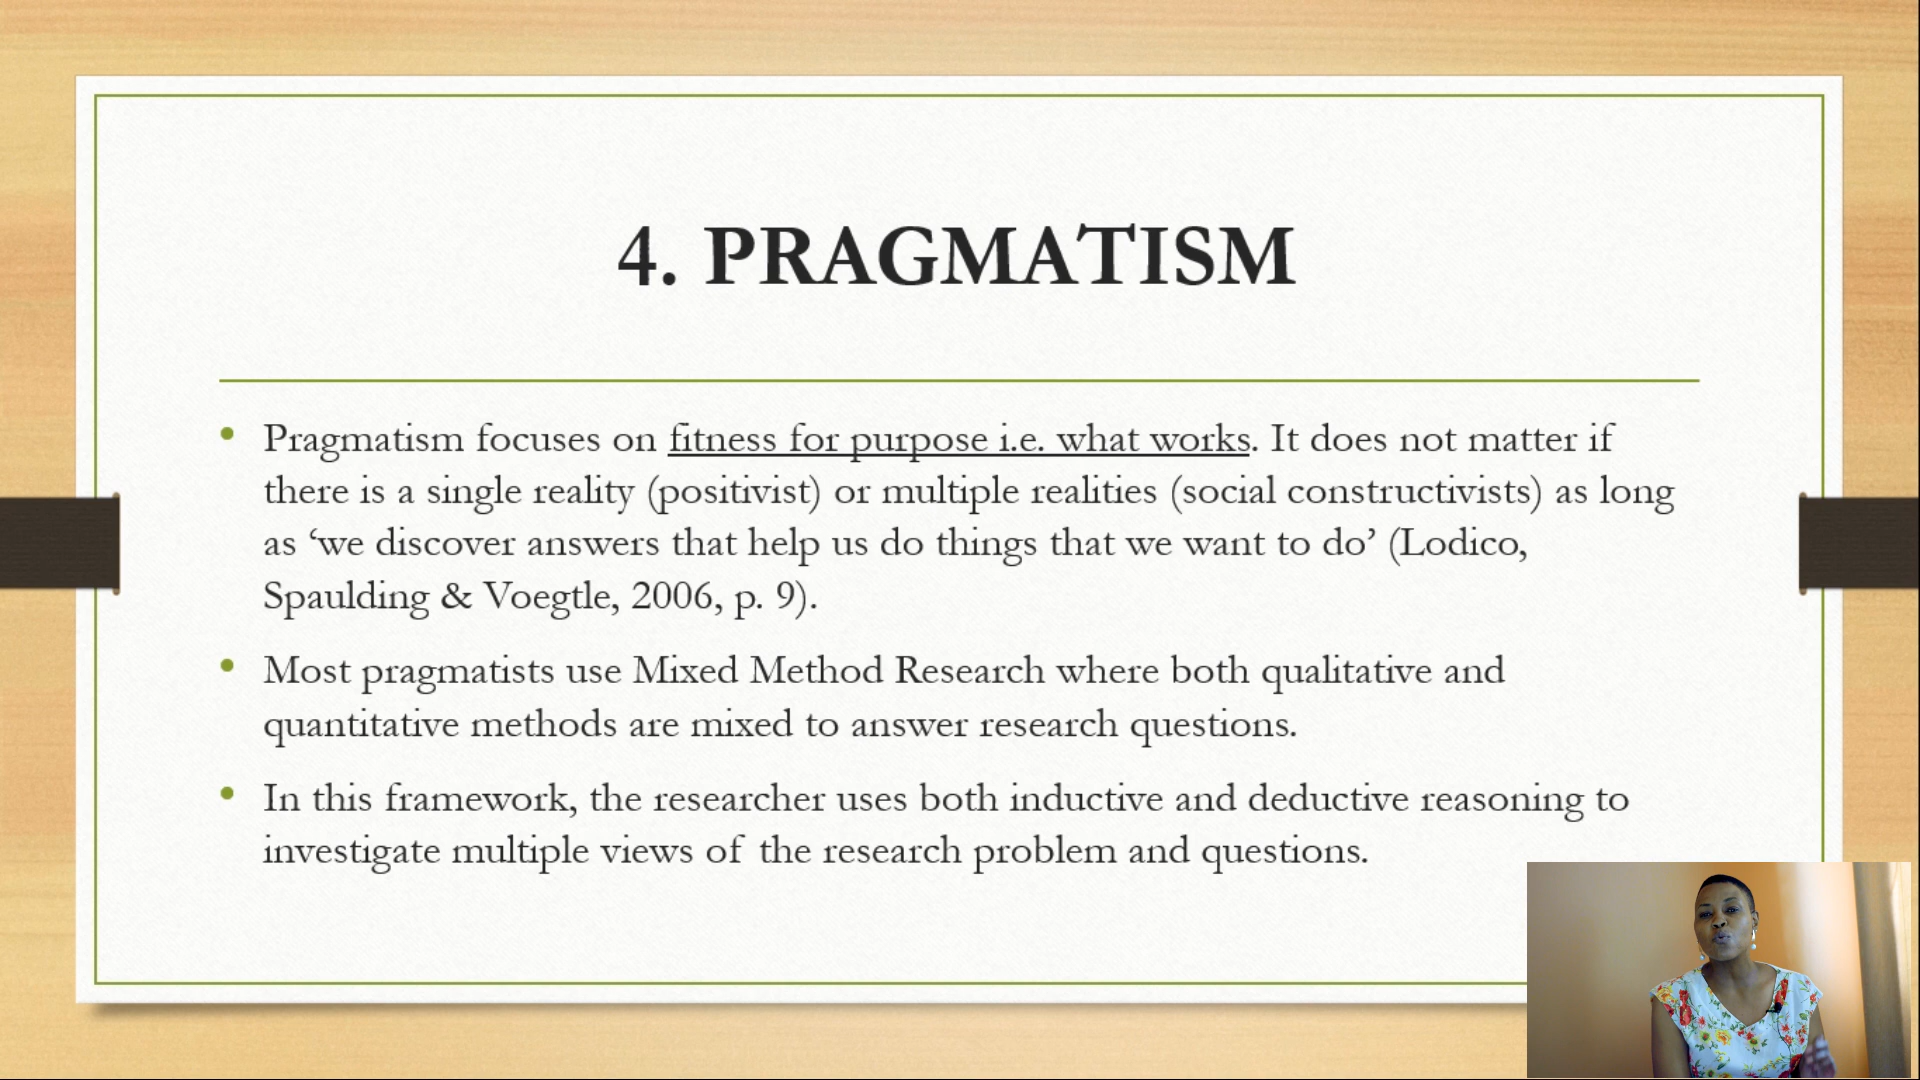 4. PRAGMATISM
• Pragmatism focuses on fitness for purpose i.e. what works. It does not matter if
there is a single reality (positivist) or multiple realities (social constructivists) as long
as ‘we discover answers that help us do things that we want to do’ (Lodico,
Spaulding & Voegtle, 2006, p. 9).
• Most pragmatists use Mixed Method Research where both qualitative and
quantitative methods are mixed to answer research questions.
• In this framework, the researcher uses both inductive and deductive reasoning to
investigate multiple views of the research problem and questions.